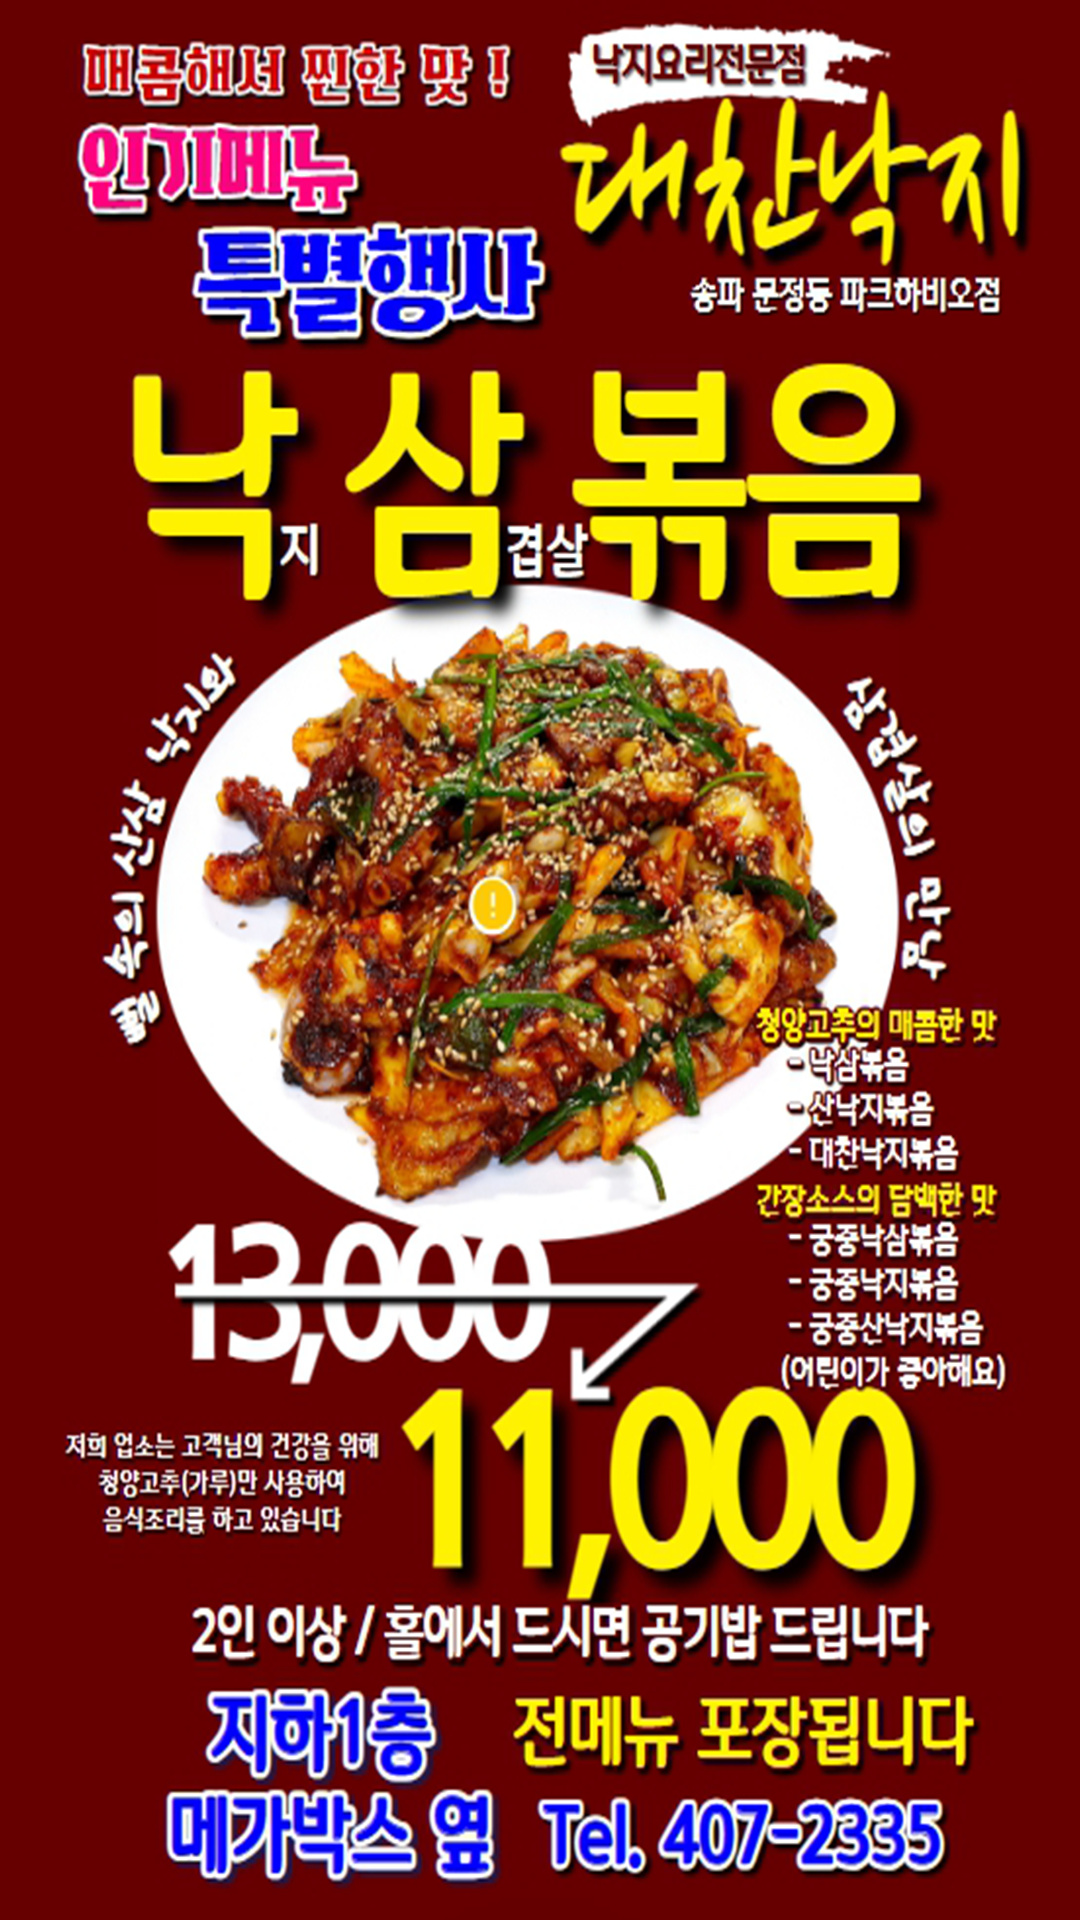 매콤해서 찐한 맛 !
인기메뉴
특별행사
낙지요리전문점
대찬낙지
송파 문정동 파크하비오점
낙지 삼겹살볶음
뻘 속의 산삼 낙지와
삼겹살의 만남
청양고추의 매콤한 맛
- 낙삼볶음
- 산낙지볶음
- 대찬낙지볶음
간장소스의 담백한 맛
- 궁중낙삼볶음
- 궁중낙지볶음
- 궁중산낙지볶음
(어린이가 좋아해요)
13,000
11,000
저희 업소는 고객님의 건강을 위해
청양고추(가루)만 사용하여
음식조리를 하고 있습니다
2인 이상 / 홀에서 드시면 공기밥 드립니다
지하1층
메가박스 옆
전메뉴 포장됩니다
Tel. 407-2335